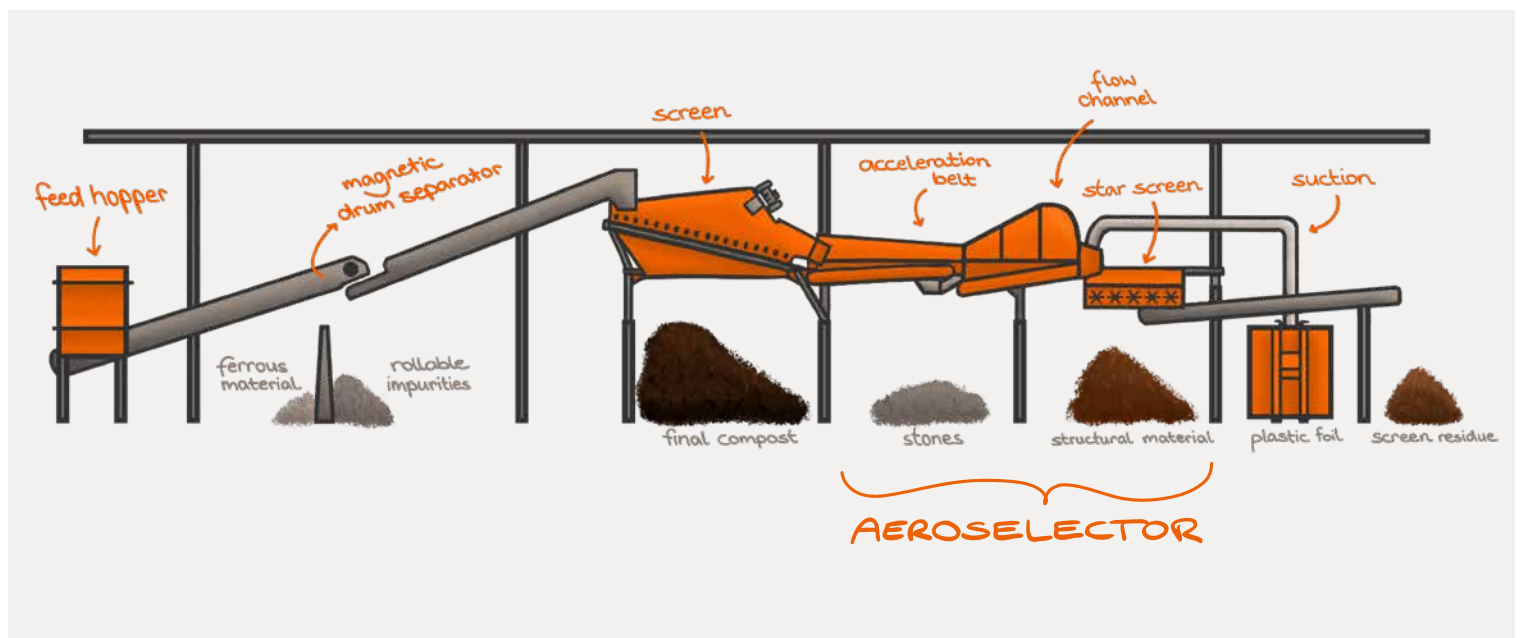 flow
channel
screen
acceleration
belt
magnetic
drum separator
suction
star screen
feed hopper
ferrous
material
rollable
impurities
final compost
stones
structural material
plastic foil
screen residue
AEROSELECTOR